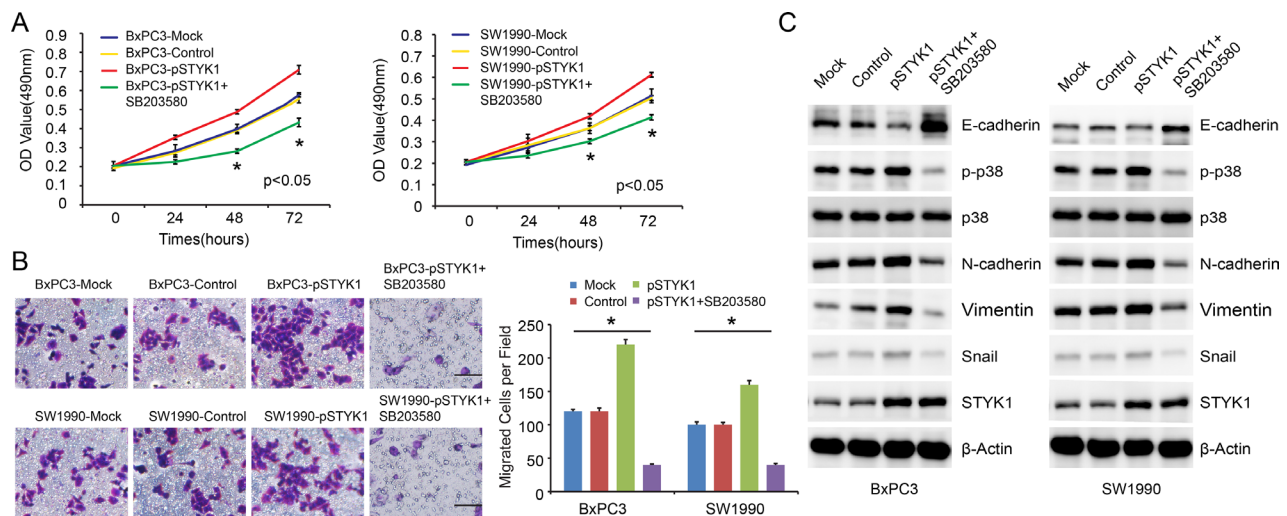 A
BxPC3-Mock
BxPC3-Control
BxPC3-pSTYK1
BxPC3-pSTYK1+
SB203580
OD Value(490nm)
0.9
0.8
0.7
0.6
0.5
0.4
0.3
0.2
0.1
0
*
*
p<0.05
0 24 48 72
Times(hours)
SW1990-Mock
SW1990-Control
SW1990-pSTYK1
SW1990-pSTYK1+
SB203580
OD Value(490nm)
0.9
0.8
0.7
0.6
0.5
0.4
0.3
0.2
0.1
0
*
*
p<0.05
0 24 48 72
Times(hours)
B
BxPC3-Mock BxPC3-Control BxPC3-pSTYK1 BxPC3-pSTYK1+
SB203580
SW1990-Mock SW1990-Control SW1990-pSTYK1 SW1990-pSTYK1+
SB203580
Mock pSTYK1
Control pSTYK1+SB203580
Migrated Cells per Field
250
200
150
100
50
0
* *
BxPC3 SW1990
C
Mock Control pSTYK1 pSTYK1+
SB203580
E-cadherin
p-p38
p38
N-cadherin
Vimentin
Snail
STYK1
β-Actin
BxPC3
Mock Control pSTYK1 pSTYK1+
SB203580
E-cadherin
p-p38
p38
N-cadherin
Vimentin
Snail
STYK1
β-Actin
SW1990